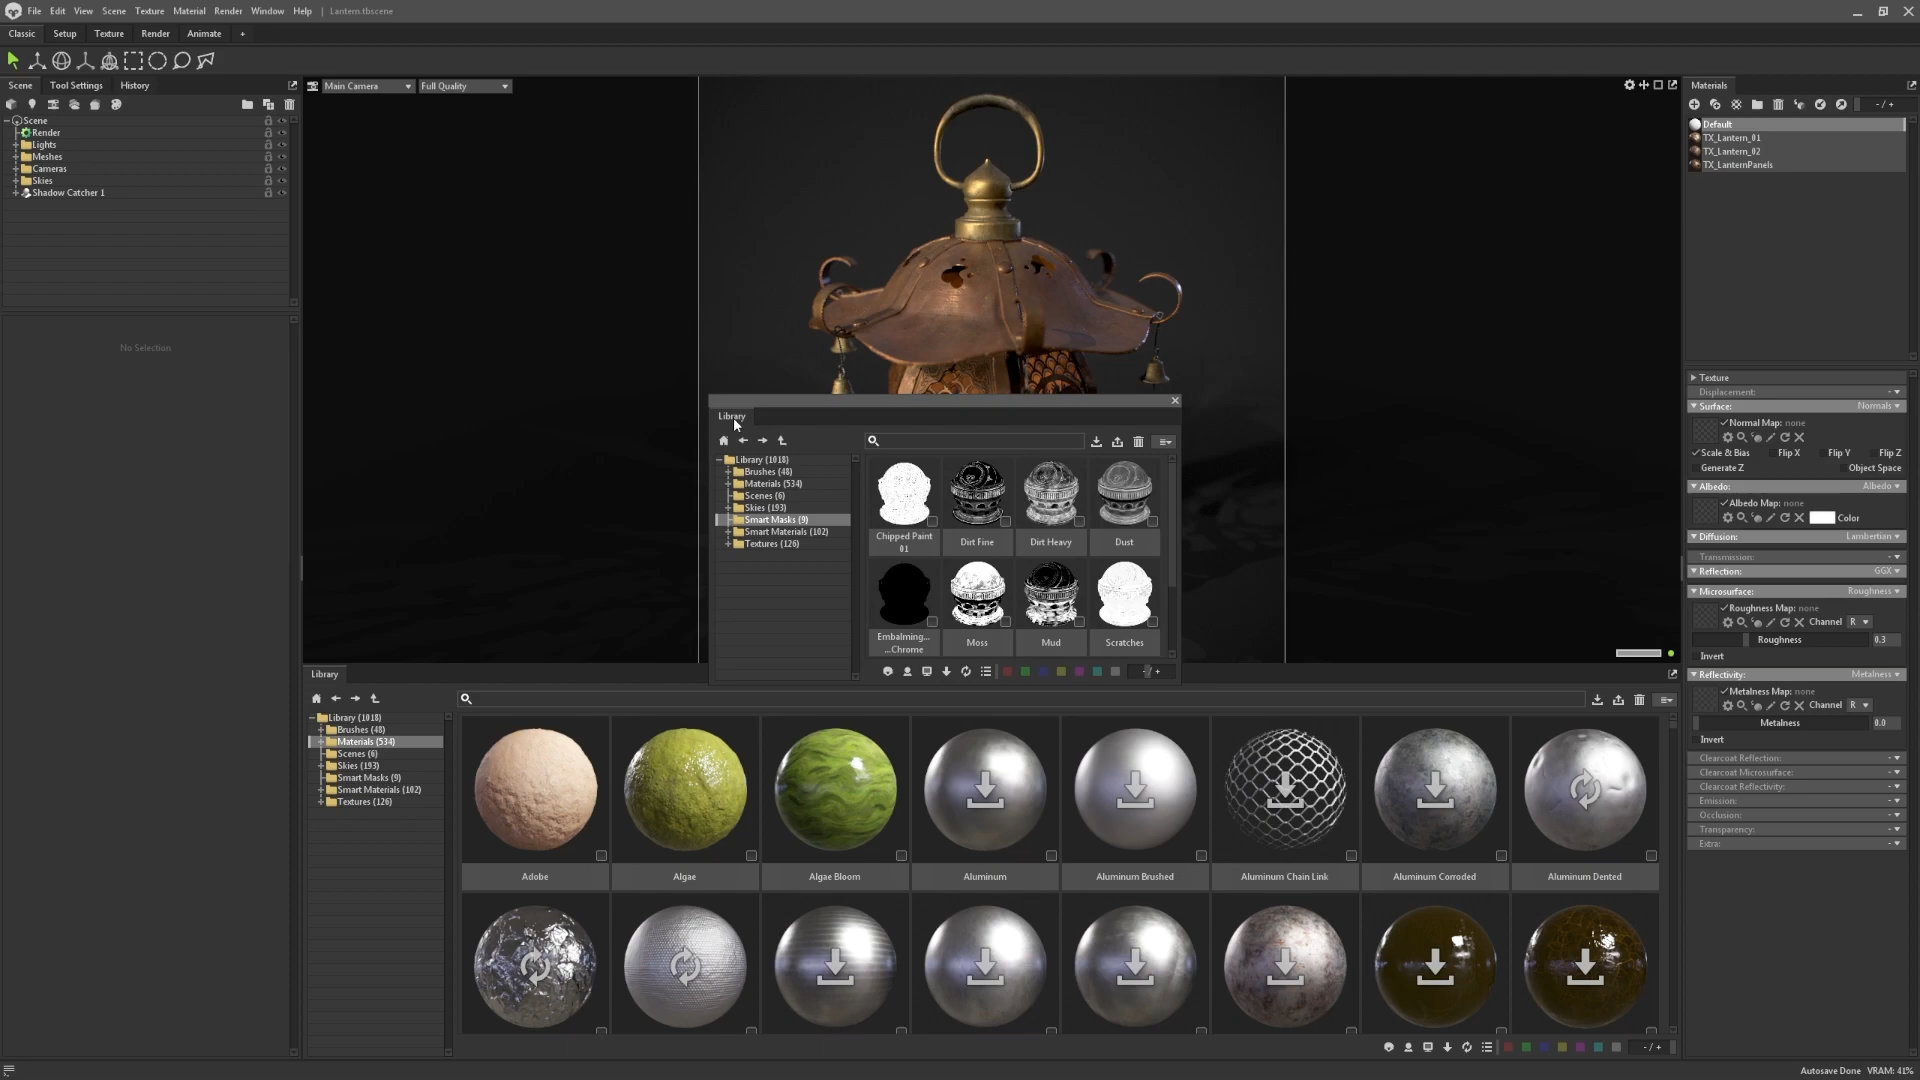 File Edit View Scene Texture Material Render Window Help | Lantern.tbscene
Classic Setup Texture Render Animate +
Scene Tool Settings History
Scene
Render
Lights
Meshes
Cameras
Skies
Shadow Catcher 1
No Selection
Main Camera Full Quality
Library
Library (1018)
Brushes (48)
Materials (534)
Scenes (6)
Skies (193)
Smart Masks (9)
Smart Materials (102)
Textures (126)
Chipped Paint 
01
Dirt Fine
Dirt Heavy
Dust
Embalming...
...Chrome
Moss
Mud
Scratches
- / +
Library
Library (1018)
Brushes (48)
Materials (534)
Scenes (6)
Skies (193)
Smart Masks (9)
Smart Materials (102)
Textures (126)
Adobe
Algae
Algae Bloom
Aluminum
Aluminum Brushed
Aluminum Chain Link
Aluminum Corroded
Aluminum Dented
- / +
Materials
- / +
Default
TX_Lantern_01
TX_Lantern_02
TX_LanternPanels
Texture
Displacement: -
Surface: Normals
Normal Map: none
Scale & Bias Flip X Flip Y Flip Z
Generate Z Object Space
Albedo: Albedo
Albedo Map: none
Color
Diffusion: Lambertian
Transmission: -
Reflection: GGX
Microsurface: Roughness
Roughness Map: none
Channel R
Roughness 0.3
Invert
Reflectivity: Metalness
Metalness Map: none
Channel R
Metalness 0.0
Invert
Clearcoat Reflection: -
Clearcoat Microsurface: -
Clearcoat Reflectivity: -
Emission: -
Occlusion: -
Transparency: -
Extra: -
Autosave Done VRAM: 41%